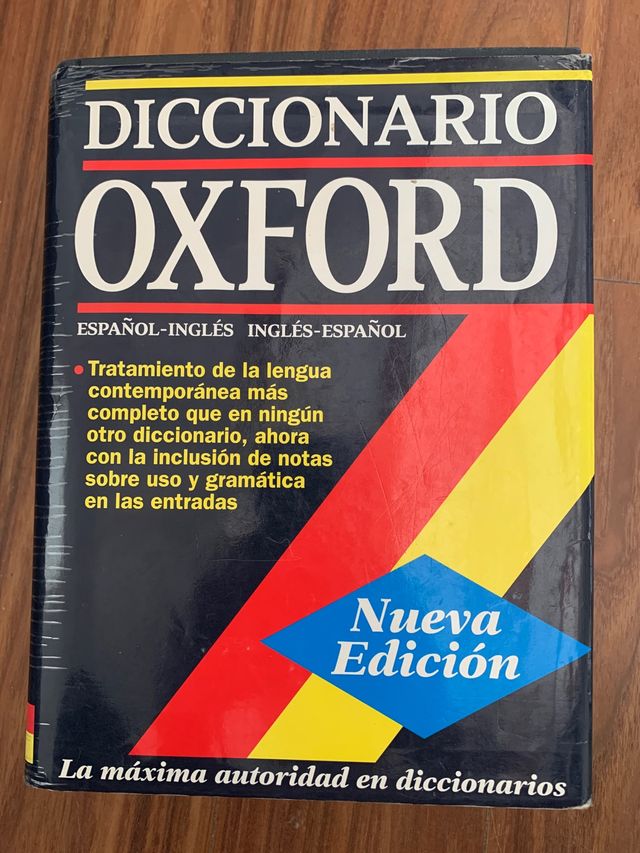 DICCIONARIO
OXFORD
ESPAÑOL-INGLÉS INGLÉS-ESPAÑOL
• Tratamiento de la lengua
contemporánea más
completo que en ningún
otro diccionario, ahora
con la inclusión de notas
sobre uso y gramática
en las entradas
Nueva
Edición
La máxima autoridad en diccionarios